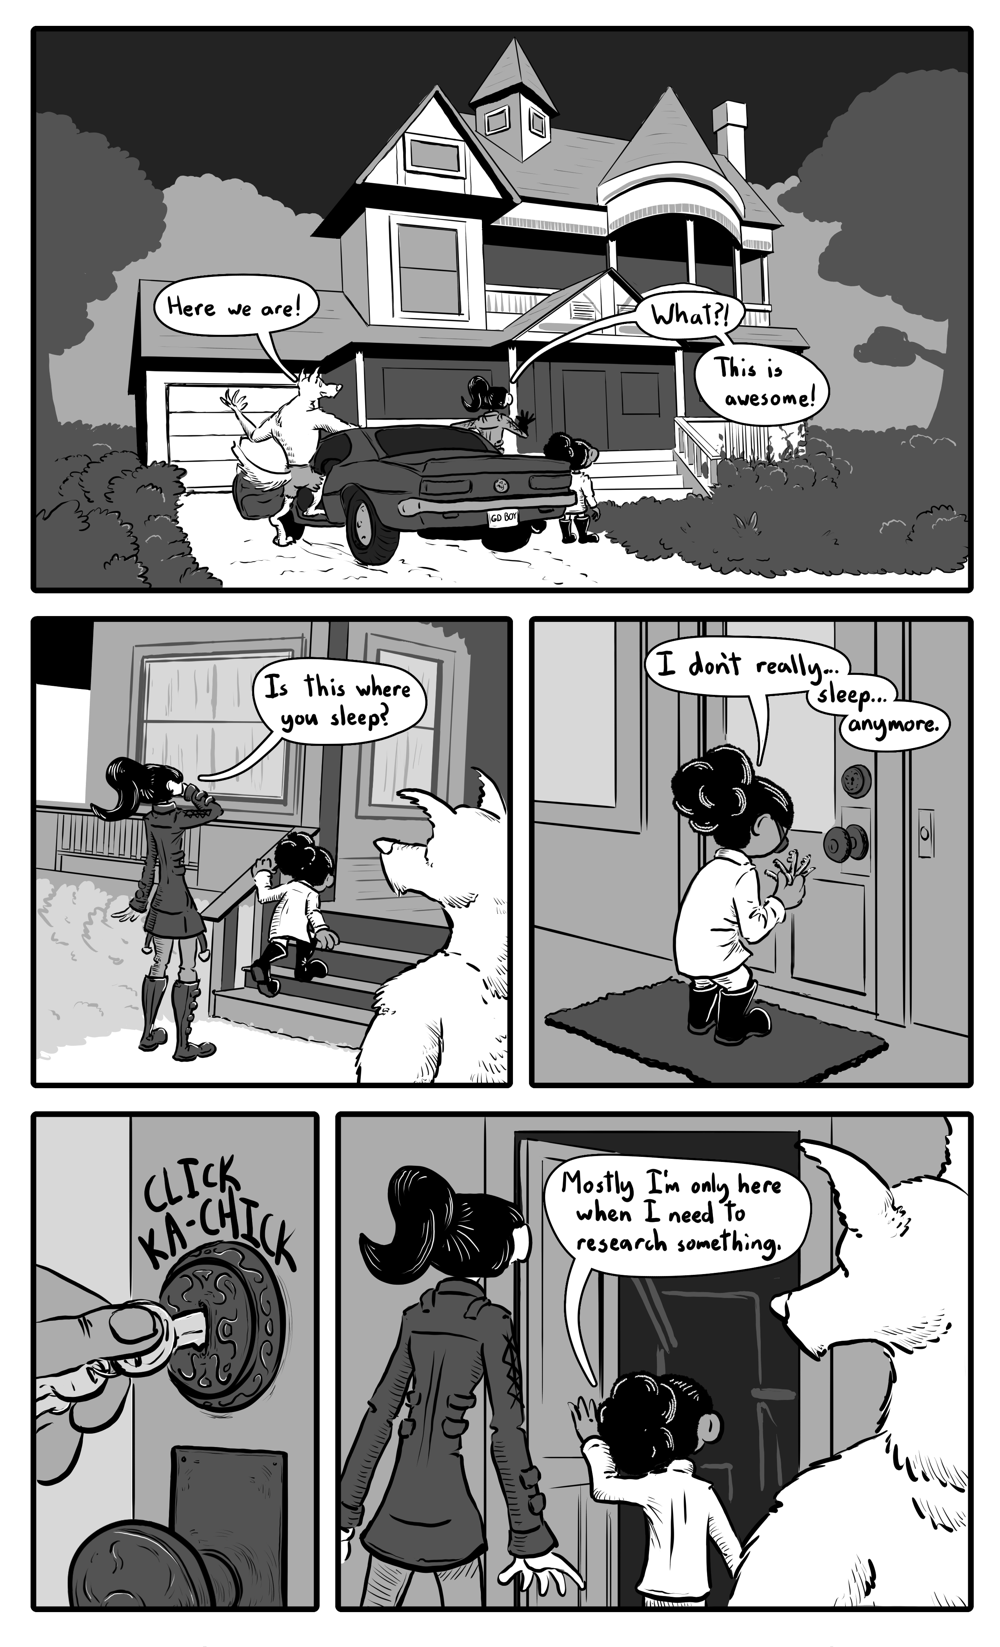 Here we are!
What?!
This is
awesome!
GD BOY
Is this where
you sleep?
I don't really...
sleep...
anymore.
CLICK
KA-CHICK
Mostly I'm only here
when I need to
research something.